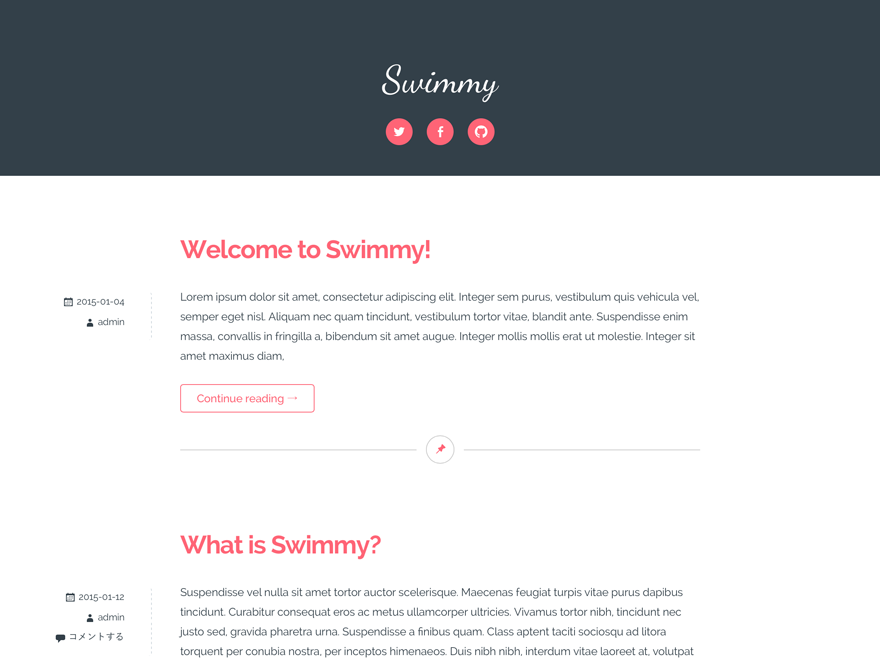 Swimmy
Welcome to Swimmy!
2015-01-04
admin
Lorem ipsum dolor sit amet, consectetur adipiscing elit. Integer sem purus, vestibulum quis vehicula vel,
semper eget nisl. Aliquam nec quam tincidunt, vestibulum tortor vitae, blandit ante. Suspendisse enim
massa, convallis in fringilla a, bibendum sit amet augue. Integer mollis mollis erat ut molestie. Integer sit
amet maximus diam,
Continue reading →
What is Swimmy?
2015-01-12
admin
コメントする
Suspendisse vel nulla sit amet tortor auctor scelerisque. Maecenas feugiat turpis vitae purus dapibus
tincidunt. Curabitur consequat eros ac metus ullamcorper ultricies. Vivamus tortor nibh, tincidunt nec
justo sed, gravida pharetra urna. Suspendisse a finibus quam. Class aptent taciti sociosqu ad litora
torquent per conubia nostra, per inceptos himenaeos. Duis nibh nibh, interdum vitae laoreet at, volutpat